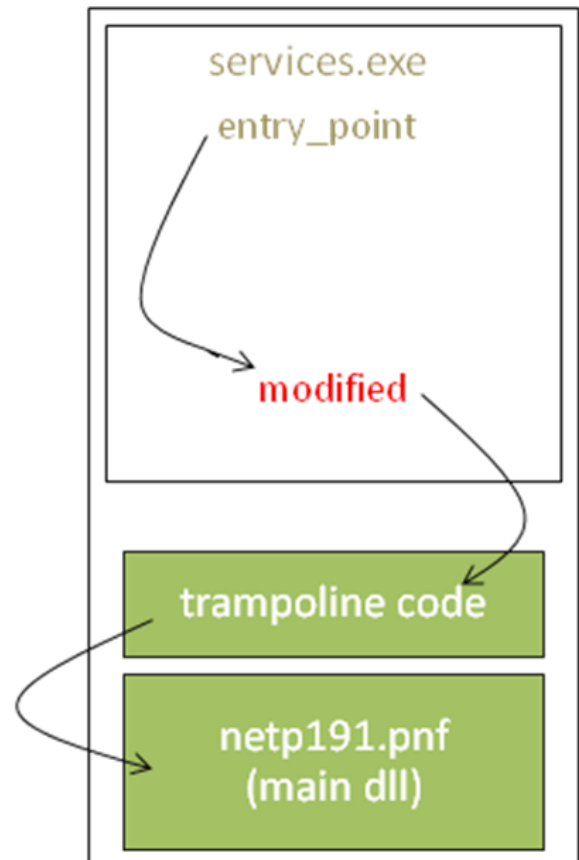 services.exe
entry_point
modified
trampoline code
netp191.pnf
(main dll)